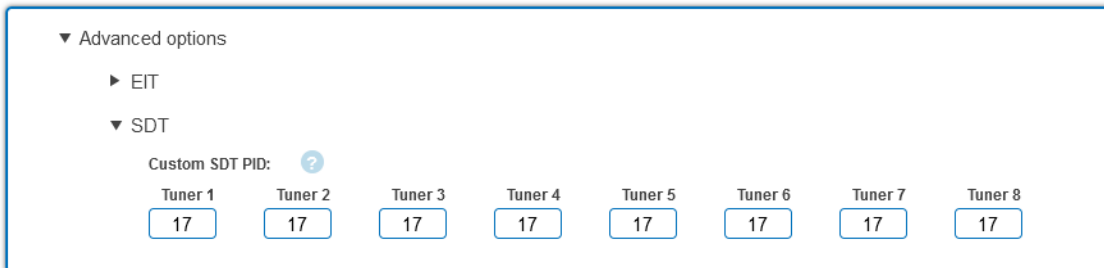 Advanced options
EIT
SDT
Custom SDT PID: ?
Tuner 1 Tuner 2 Tuner 3 Tuner 4 Tuner 5 Tuner 6 Tuner 7 Tuner 8
17 17 17 17 17 17 17 17